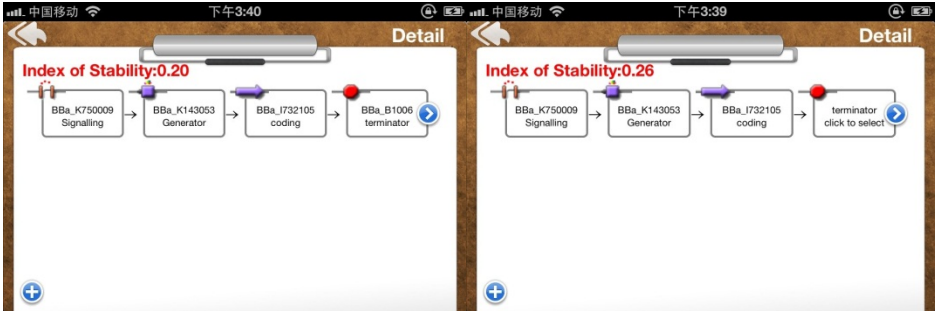 中国移动 下午3:40
Detail
Index of Stability:0.20
BBa_K750009
Signalling
BBa_K143053
Generator
BBa_I732105
coding
BBa_B1006
terminator
中国移动 下午3:39
Detail
Index of Stability:0.26
BBa_K750009
Signalling
BBa_K143053
Generator
BBa_I732105
coding
terminator
click to select